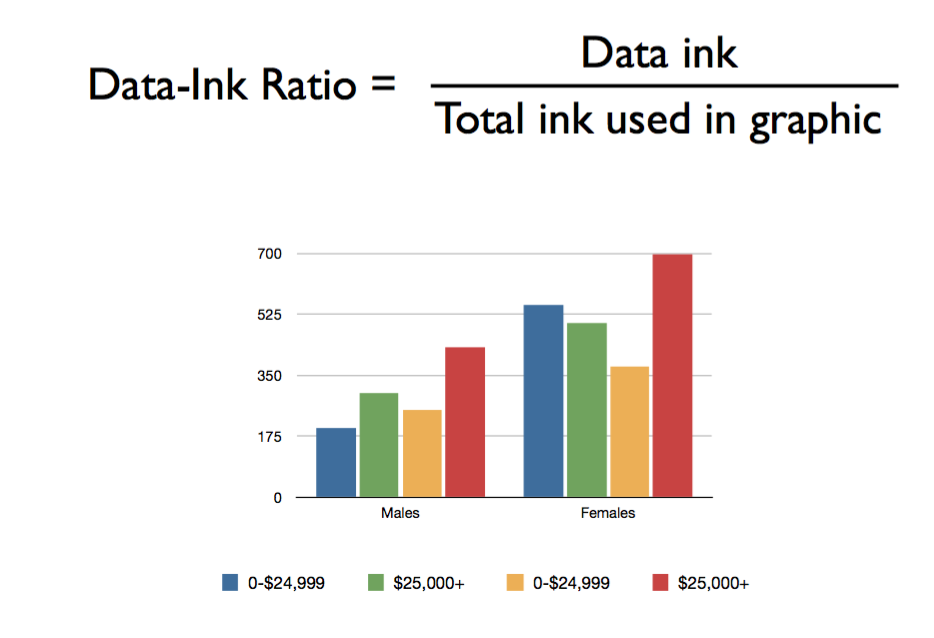 Data-Ink Ratio =
Data ink
Total ink used in graphic
700
525
350
175
0
Males Females
0-$24,999 $25,000+ 0-$24,999 $25,000+